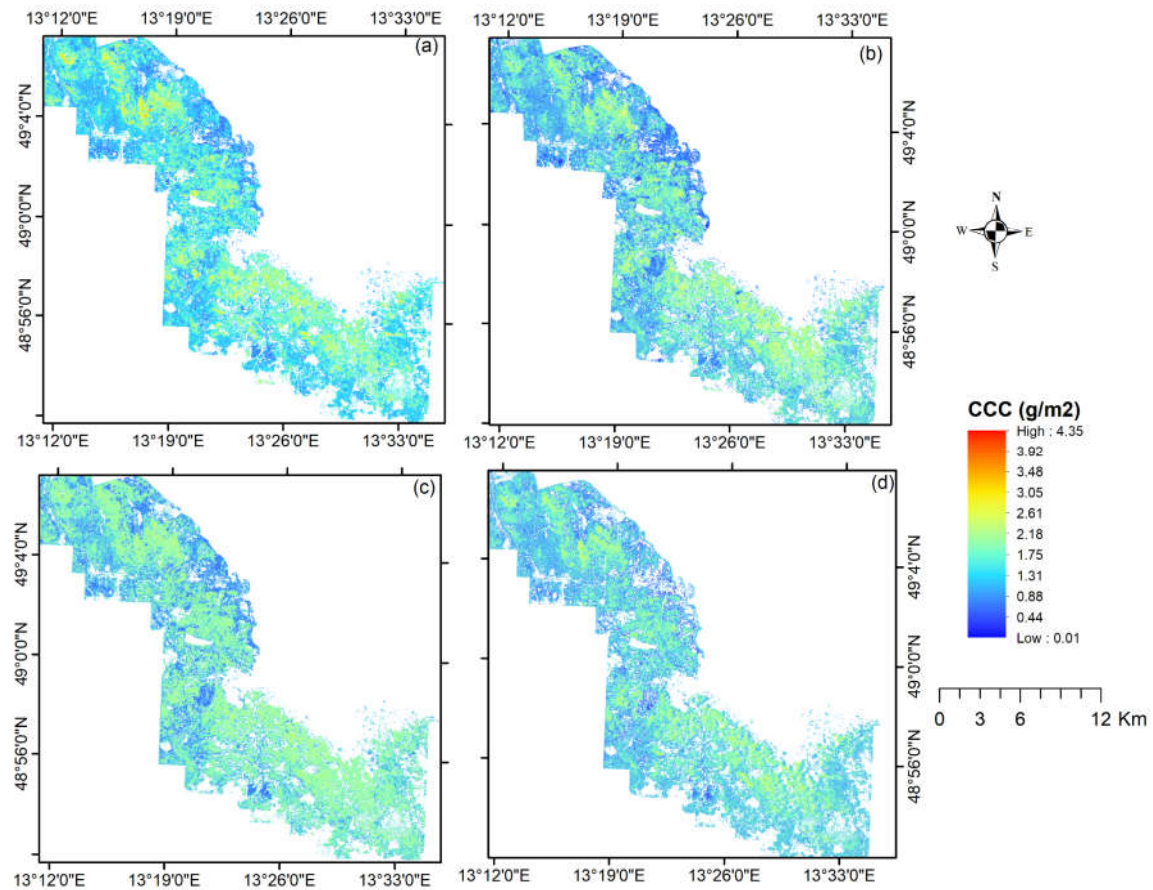 13°12'0"E 13°19'0"E 13°26'0"E 13°33'0"E
13°12'0"E 13°19'0"E 13°26'0"E 13°33'0"E
(a)
(b)
49°4'0"N
49°0'0"N
48°56'0"N
49°4'0"N
49°0'0"N
48°56'0"N
N
W E
S
13°12'0"E 13°19'0"E 13°26'0"E 13°33'0"E
13°12'0"E 13°19'0"E 13°26'0"E 13°33'0"E
CCC (g/m2)
High : 4.35
3.92
3.48
3.05
2.61
2.18
1.75
1.31
0.88
0.44
Low : 0.01
(c)
(d)
49°4'0"N
49°0'0"N
48°56'0"N
49°4'0"N
49°0'0"N
48°56'0"N
0 3 6 12 Km
13°12'0"E 13°19'0"E 13°26'0"E 13°33'0"E
13°12'0"E 13°19'0"E 13°26'0"E 13°33'0"E